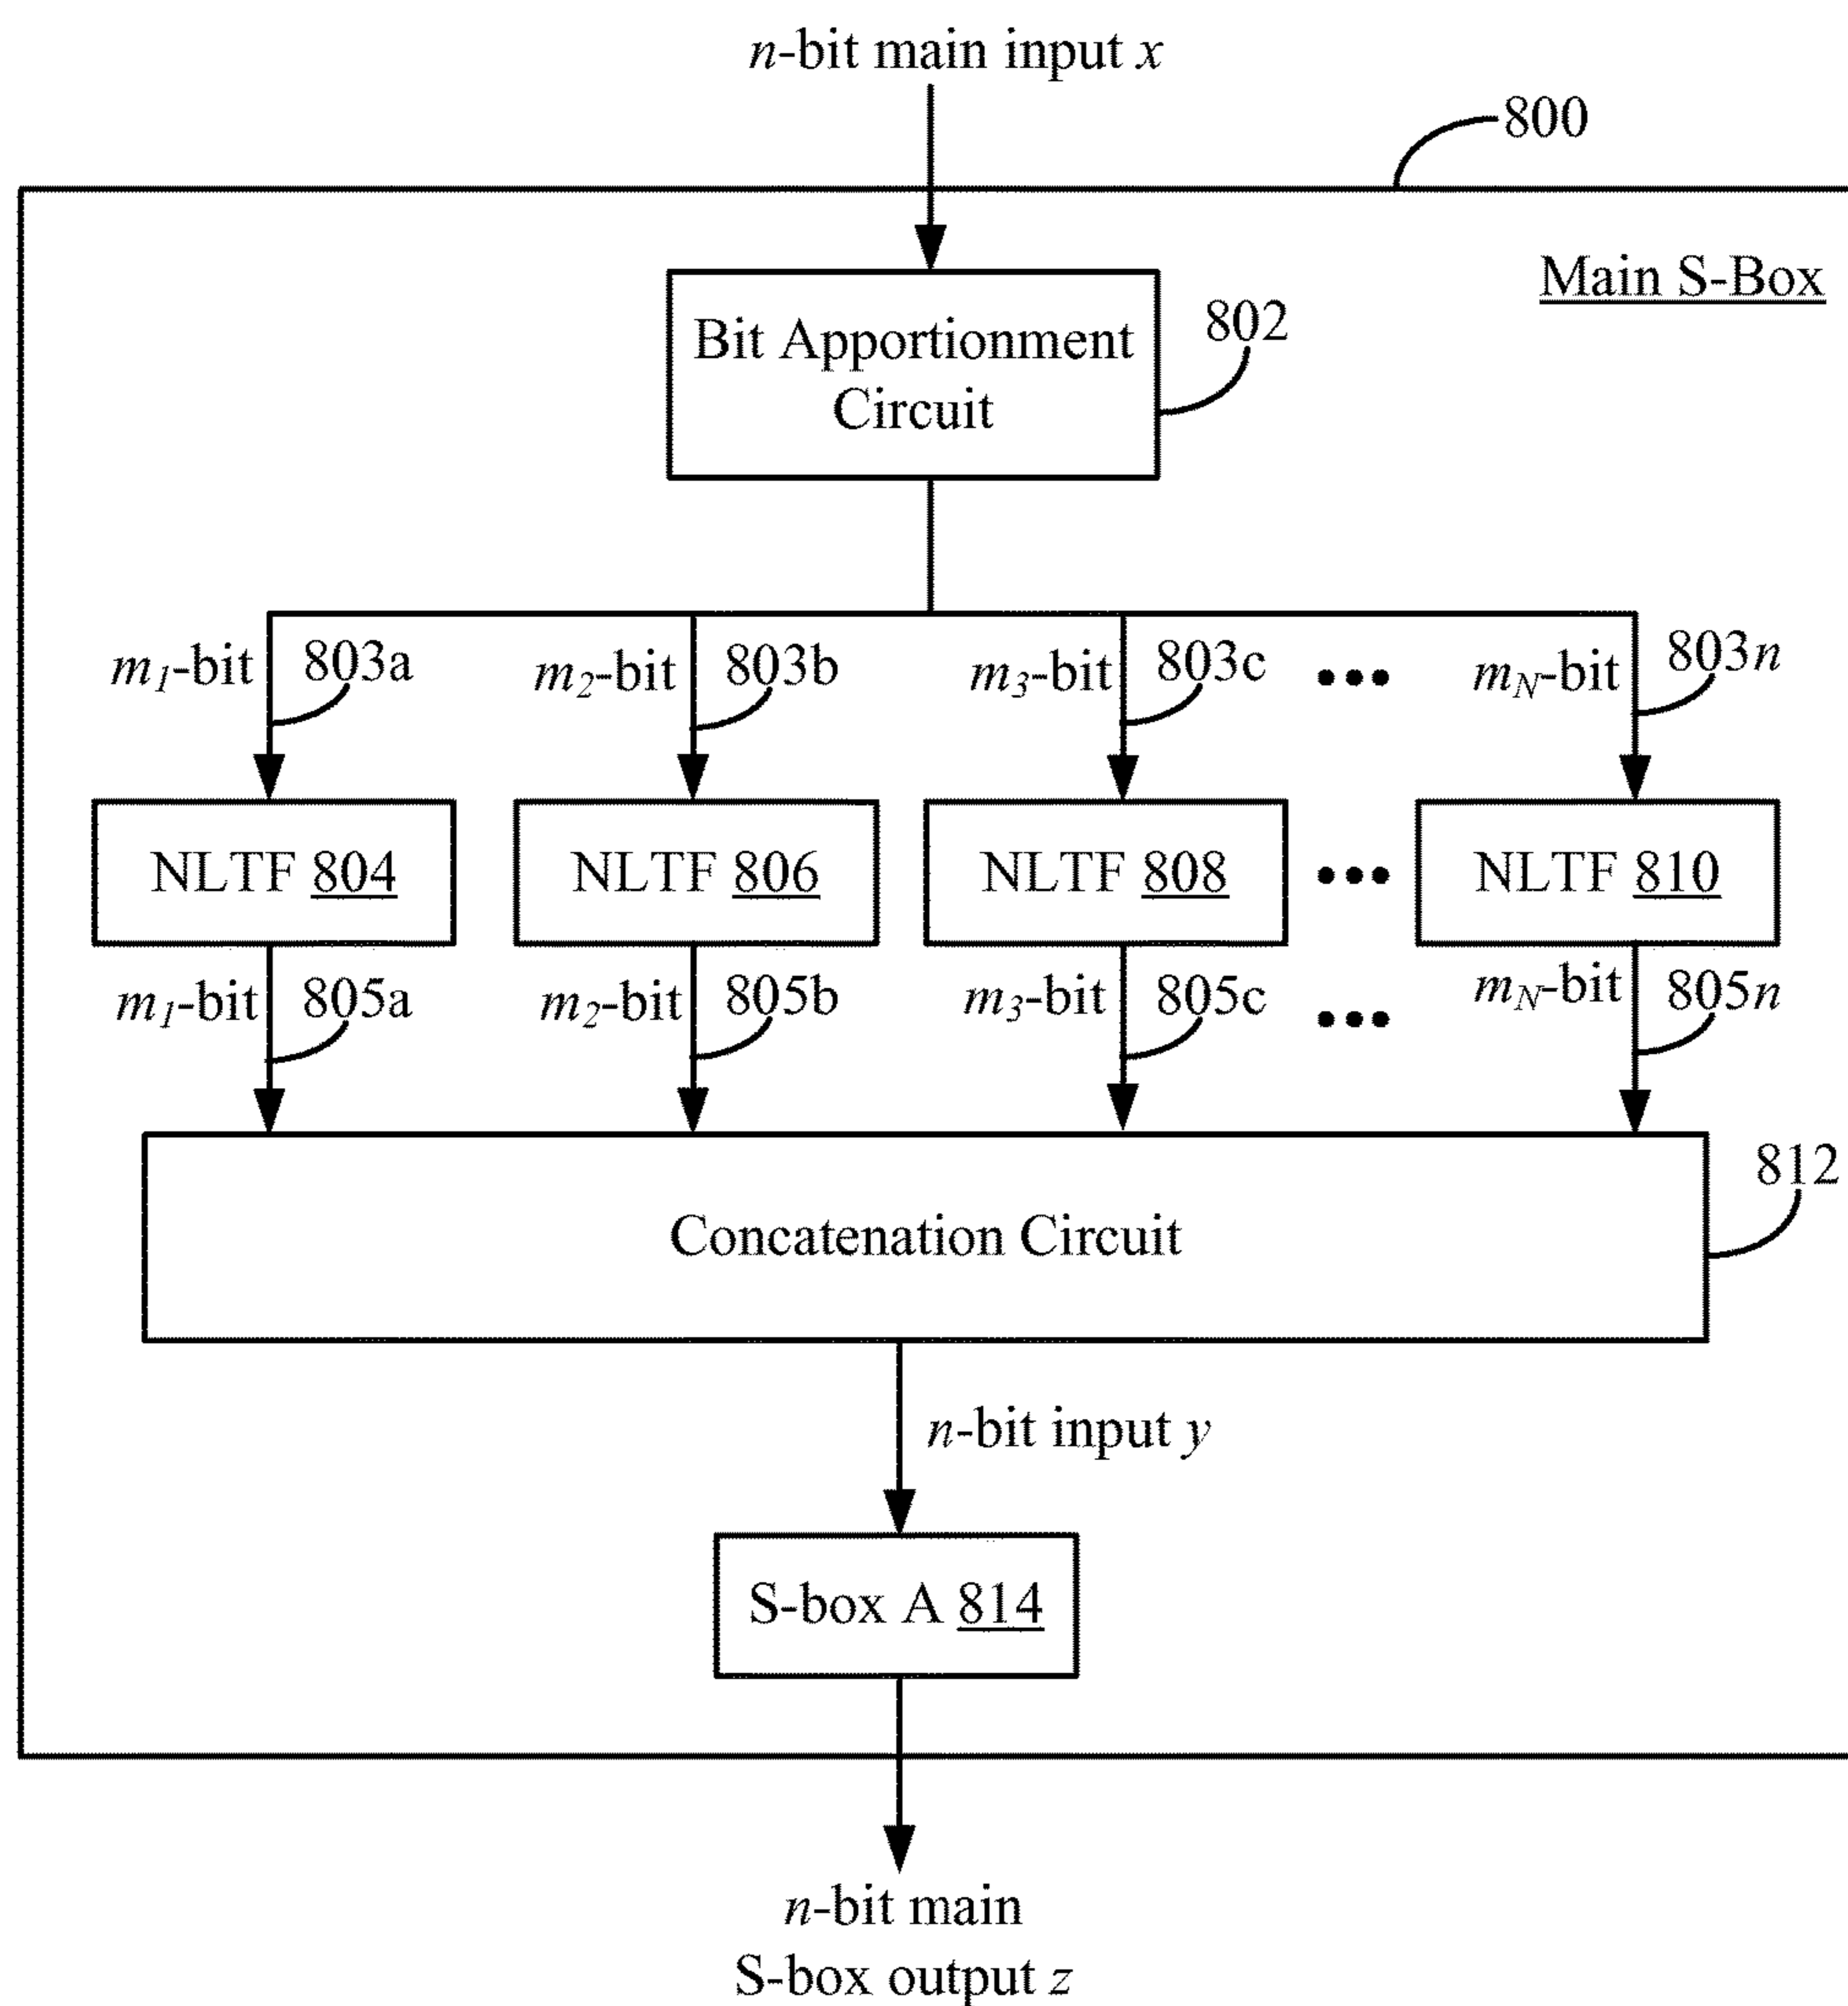 n-bit main input x
800
Main S-Box
Bit Apportionment
Circuit
802
m₁-bit 803a m₂-bit 803b m₃-bit 803c ••• m_N-bit 803n
NLTF 804 NLTF 806 NLTF 808 ••• NLTF 810
m₁-bit 805a m₂-bit 805b m₃-bit 805c ••• m_N-bit 805n
812
Concatenation Circuit
n-bit input y
S-box A 814
n-bit main
S-box output z